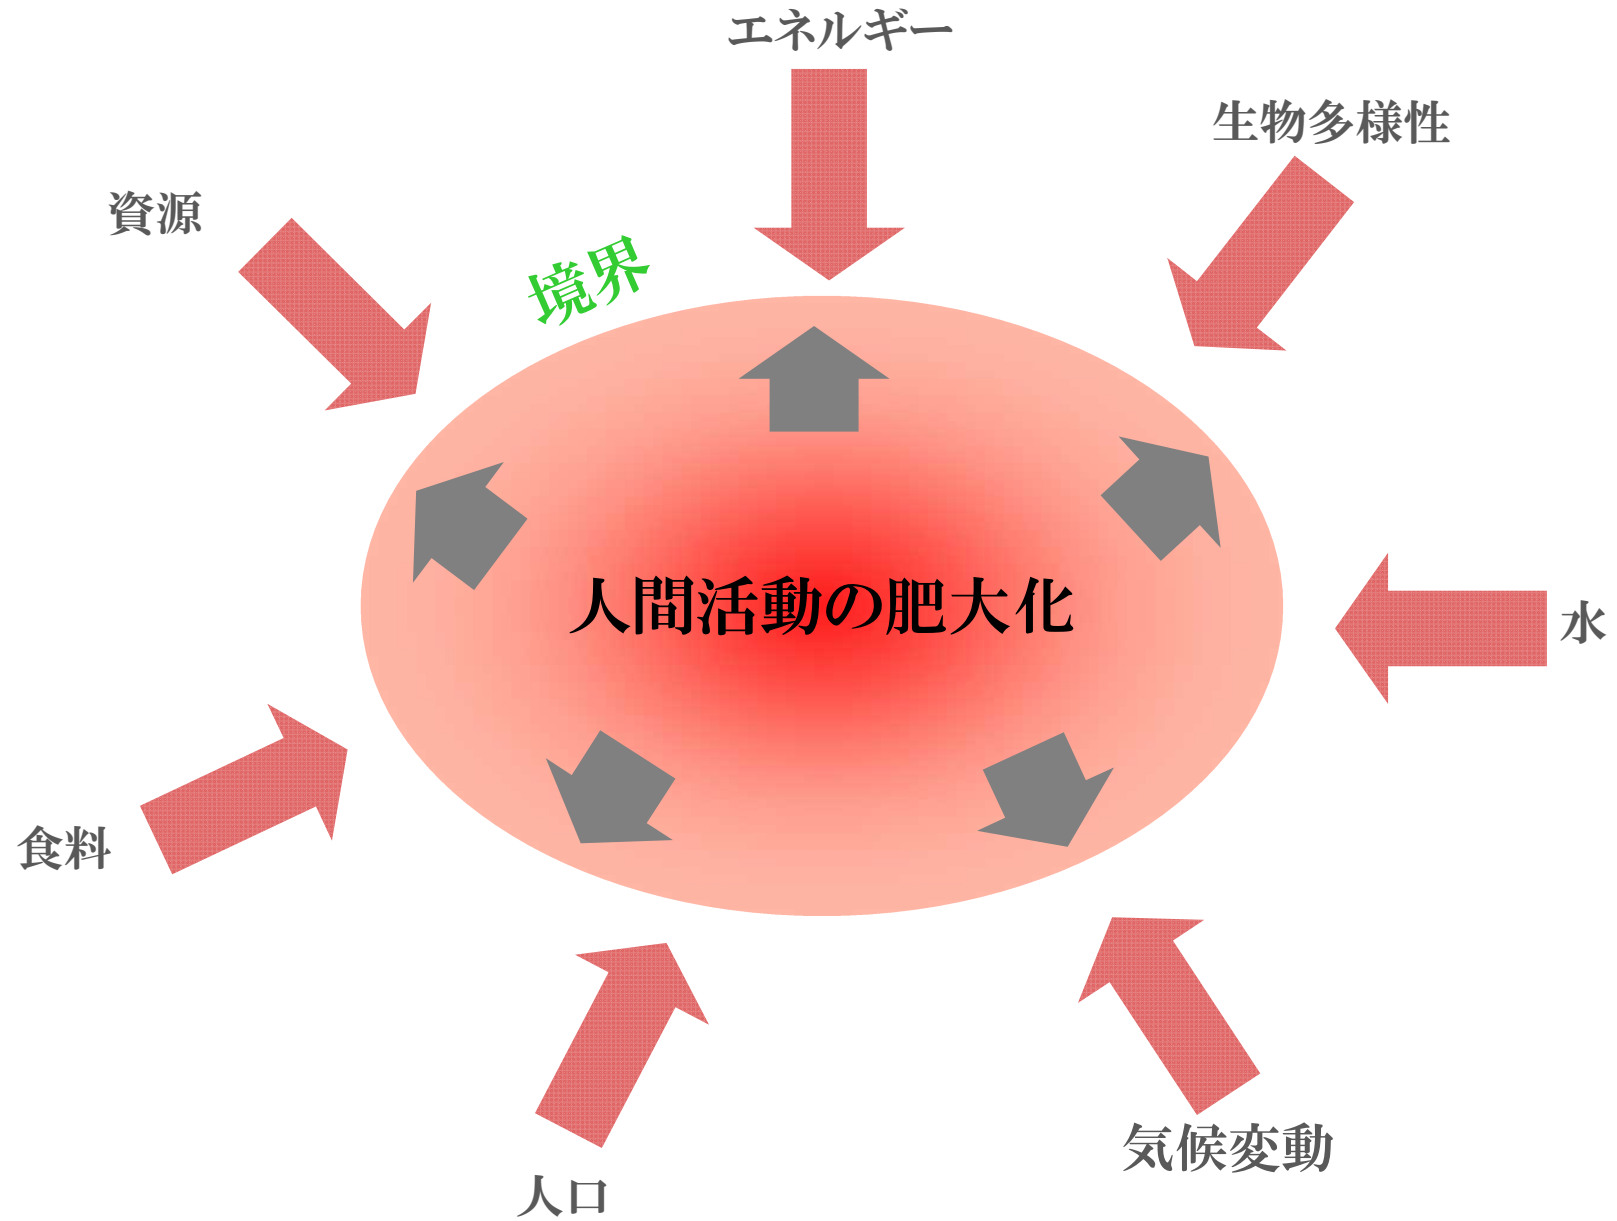 エネルギー
生物多様性
資源
境界
人間活動の肥大化
水
食料
気候変動
人口